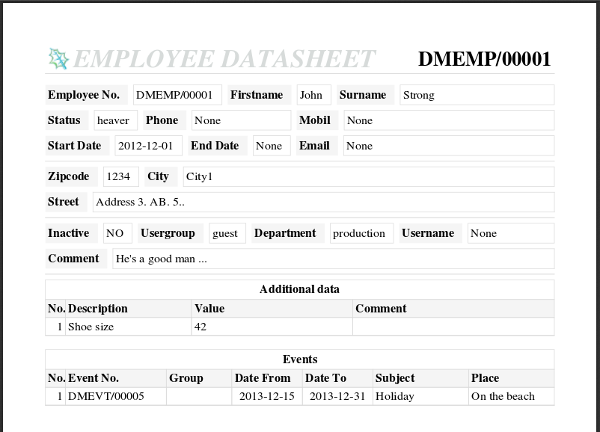 EMPLOYEE DATASHEET DMEMP/00001
Employee No. DMEMP/00001 Firstname John Surname Strong
Status heaver Phone None Mobil None
Start Date 2012-12-01 End Date None Email None
Zipcode 1234 City City1
Street Address 3. AB. 5..
Inactive NO Usergroup guest Department production Username None
Comment He's a good man ...
Additional data
No. Description Value Comment
1 Shoe size 42
Events
No. Event No. Group Date From Date To Subject Place
1 DMEVT/00005 2013-12-15 2013-12-31 Holiday On the beach